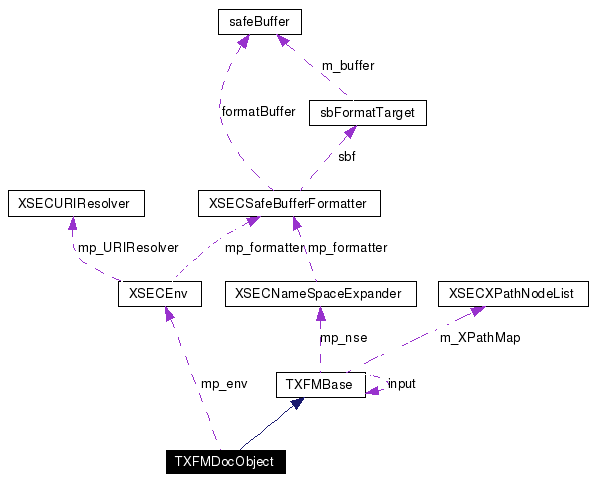 safeBuffer
m_buffer
formatBuffer
sbFormatTarget
sbf
XSECURIResolver
XSECSafeBufferFormatter
mp_URIResolver
mp_formatter
mp_formatter
XSECEnv
XSECNameSpaceExpander
XSECXPathNodeList
mp_nse
m_XPathMap
mp_env
TXFMBase
input
TXFMDocObject